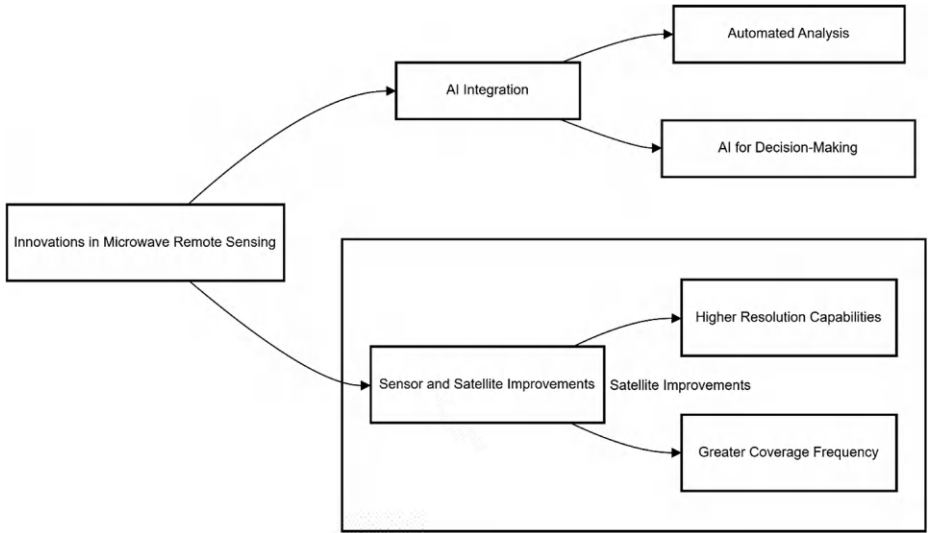 Automated Analysis
AI Integration
AI for Decision-Making
Innovations in Microwave Remote Sensing
Higher Resolution Capabilities
Sensor and Satellite Improvements
Satellite Improvements
Greater Coverage Frequency